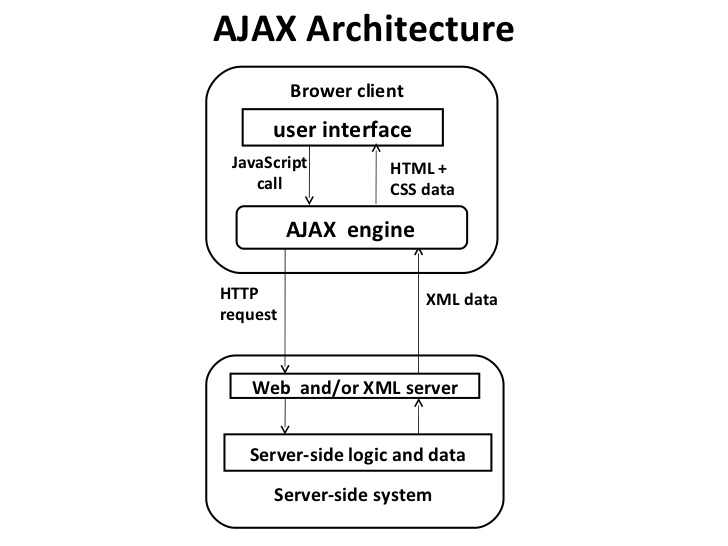 AJAX Architecture
Brower client
user interface
JavaScript
call
HTML +
CSS data
AJAX engine
HTTP
request
XML data
Web and/or XML server
Server-side logic and data
Server-side system